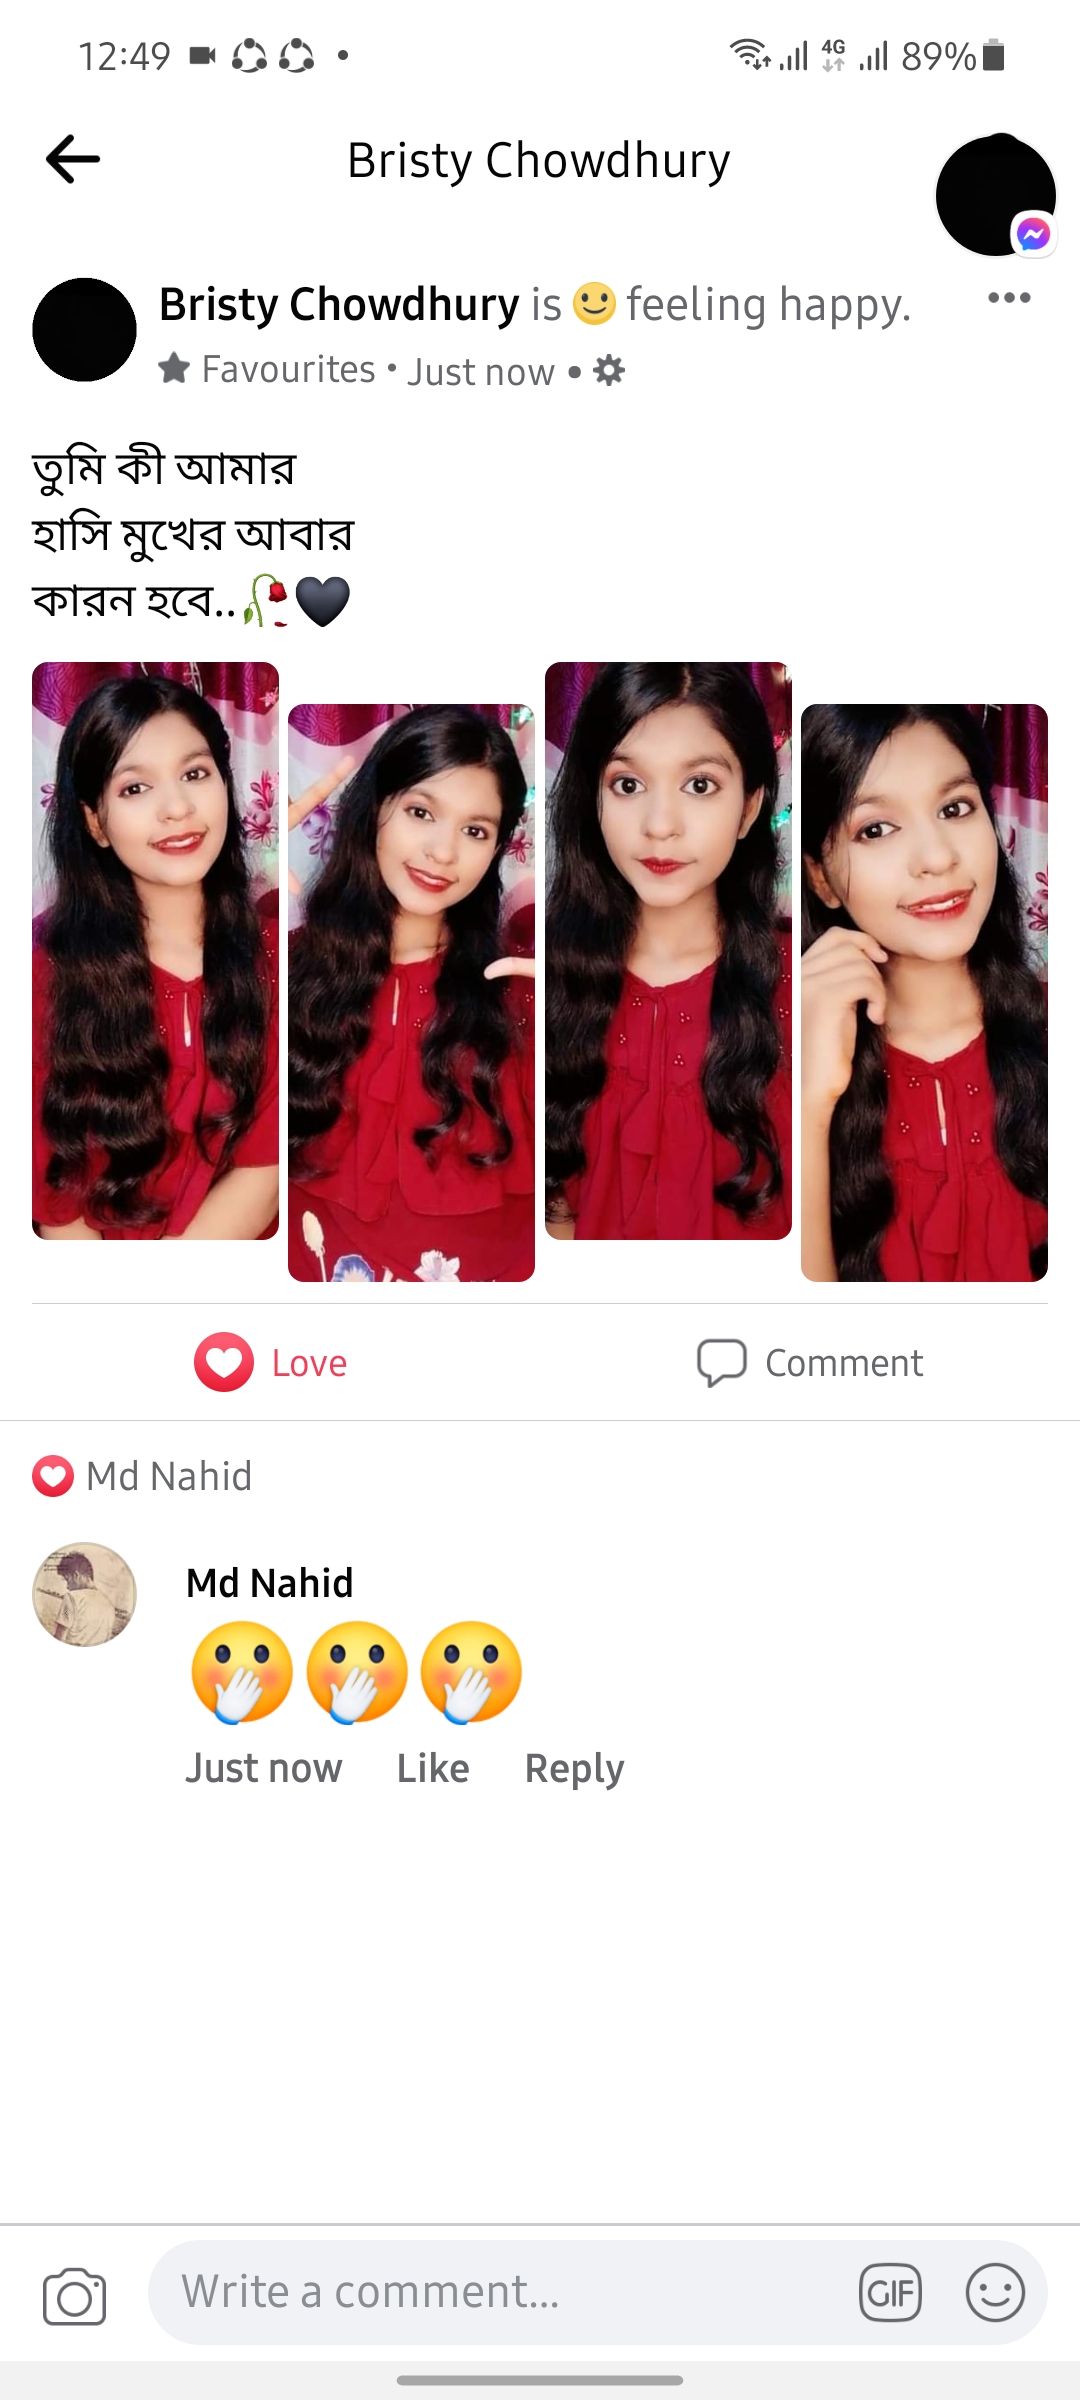 12:49 4G 89%
Bristy Chowdhury
Bristy Chowdhury is 🙂 feeling happy.
Favourites • Just now •
তুমি কী আমার
হাসি মুখের আবার
কারন হবে..🥀🖤
Love Comment
Md Nahid
Md Nahid
🤭🤭🤭
Just now Like Reply
Write a comment... GIF